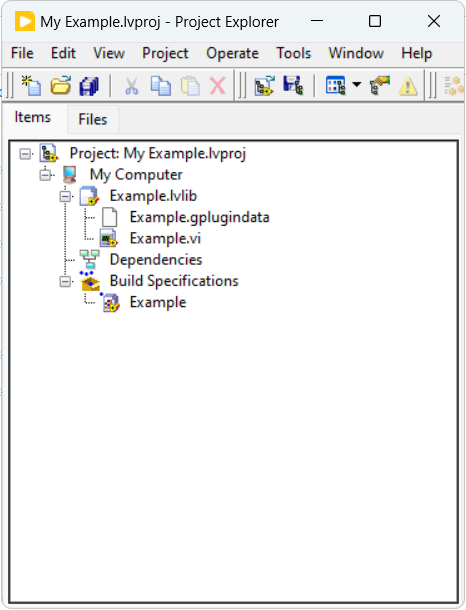 My Example.lvproj - Project Explorer
File Edit View Project Operate Tools Window Help
Items Files
Project: My Example.lvproj
My Computer
Example.lvlib
Example.gplugindata
Example.vi
Dependencies
Build Specifications
Example